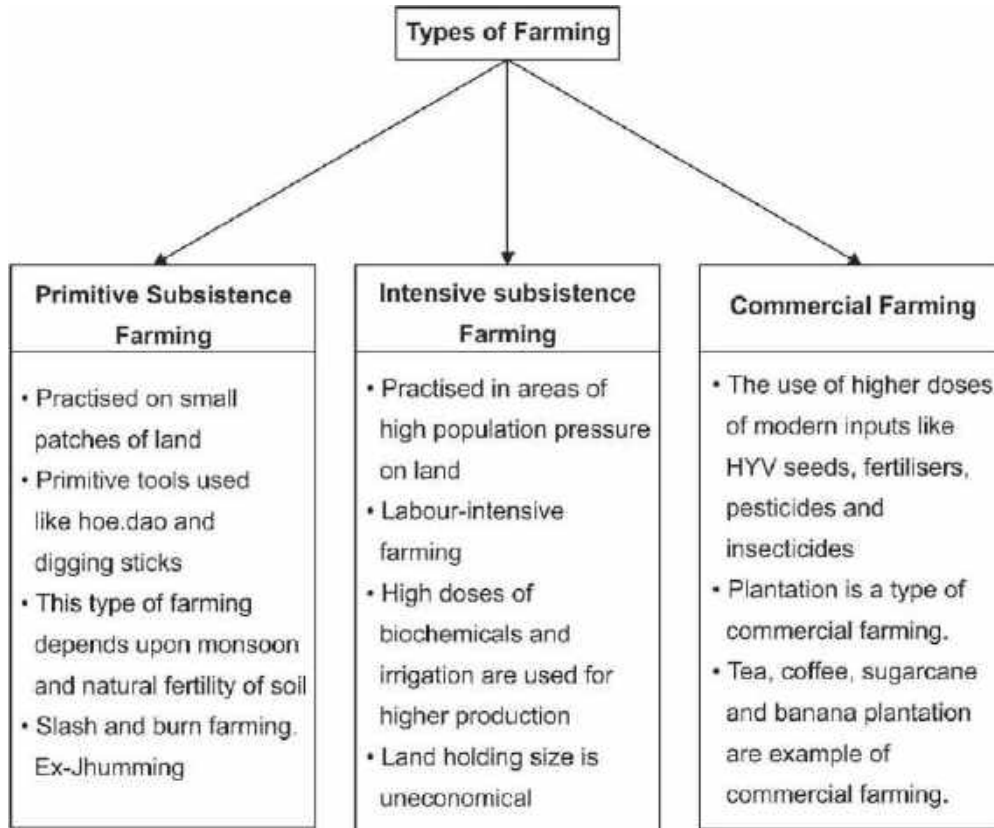 Types of Farming
Primitive Subsistence
Farming
• Practised on small
patches of land
• Primitive tools used
like hoe.dao and
digging sticks
• This type of farming
depends upon monsoon
and natural fertility of soil
• Slash and burn farming.
Ex-Jhumming
Intensive subsistence
Farming
• Practised in areas of
high population pressure
on land
• Labour-intensive
farming
• High doses of
biochemicals and
irrigation are used for
higher production
• Land holding size is
uneconomical
Commercial Farming
• The use of higher doses
of modern inputs like
HYV seeds, fertilisers,
pesticides and
insecticides
• Plantation is a type of
commercial farming.
• Tea, coffee, sugarcane
and banana plantation
are example of
commercial farming.